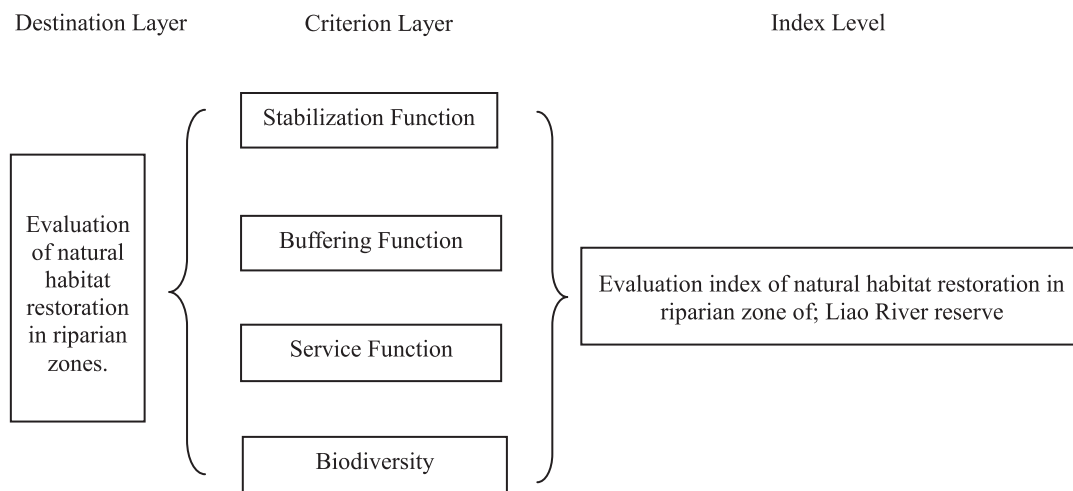 Destination Layer
Criterion Layer
Index Level
Stabilization Function
Evaluation
of natural
habitat
restoration
in riparian
zones.
Buffering Function
Service Function
Biodiversity
Evaluation index of natural habitat restoration in
riparian zone of; Liao River reserve